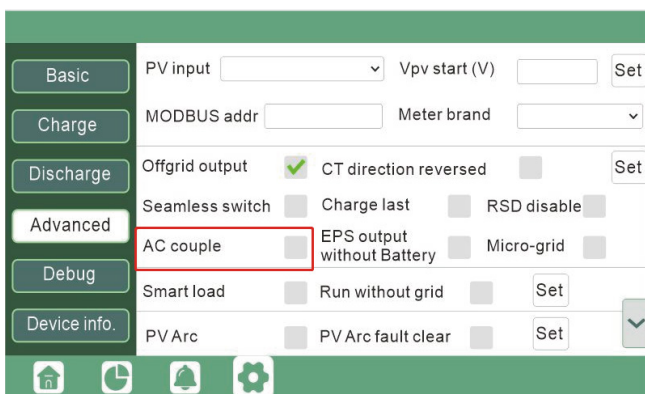 Basic
Charge
Discharge
Advanced
Debug
Device info.
PV input Vpv start (V) Set
MODBUS addr Meter brand
Offgrid output CT direction reversed Set
Seamless switch Charge last RSD disable
AC couple EPS output without Battery Micro-grid
Smart load Run without grid Set
PV Arc PV Arc fault clear Set